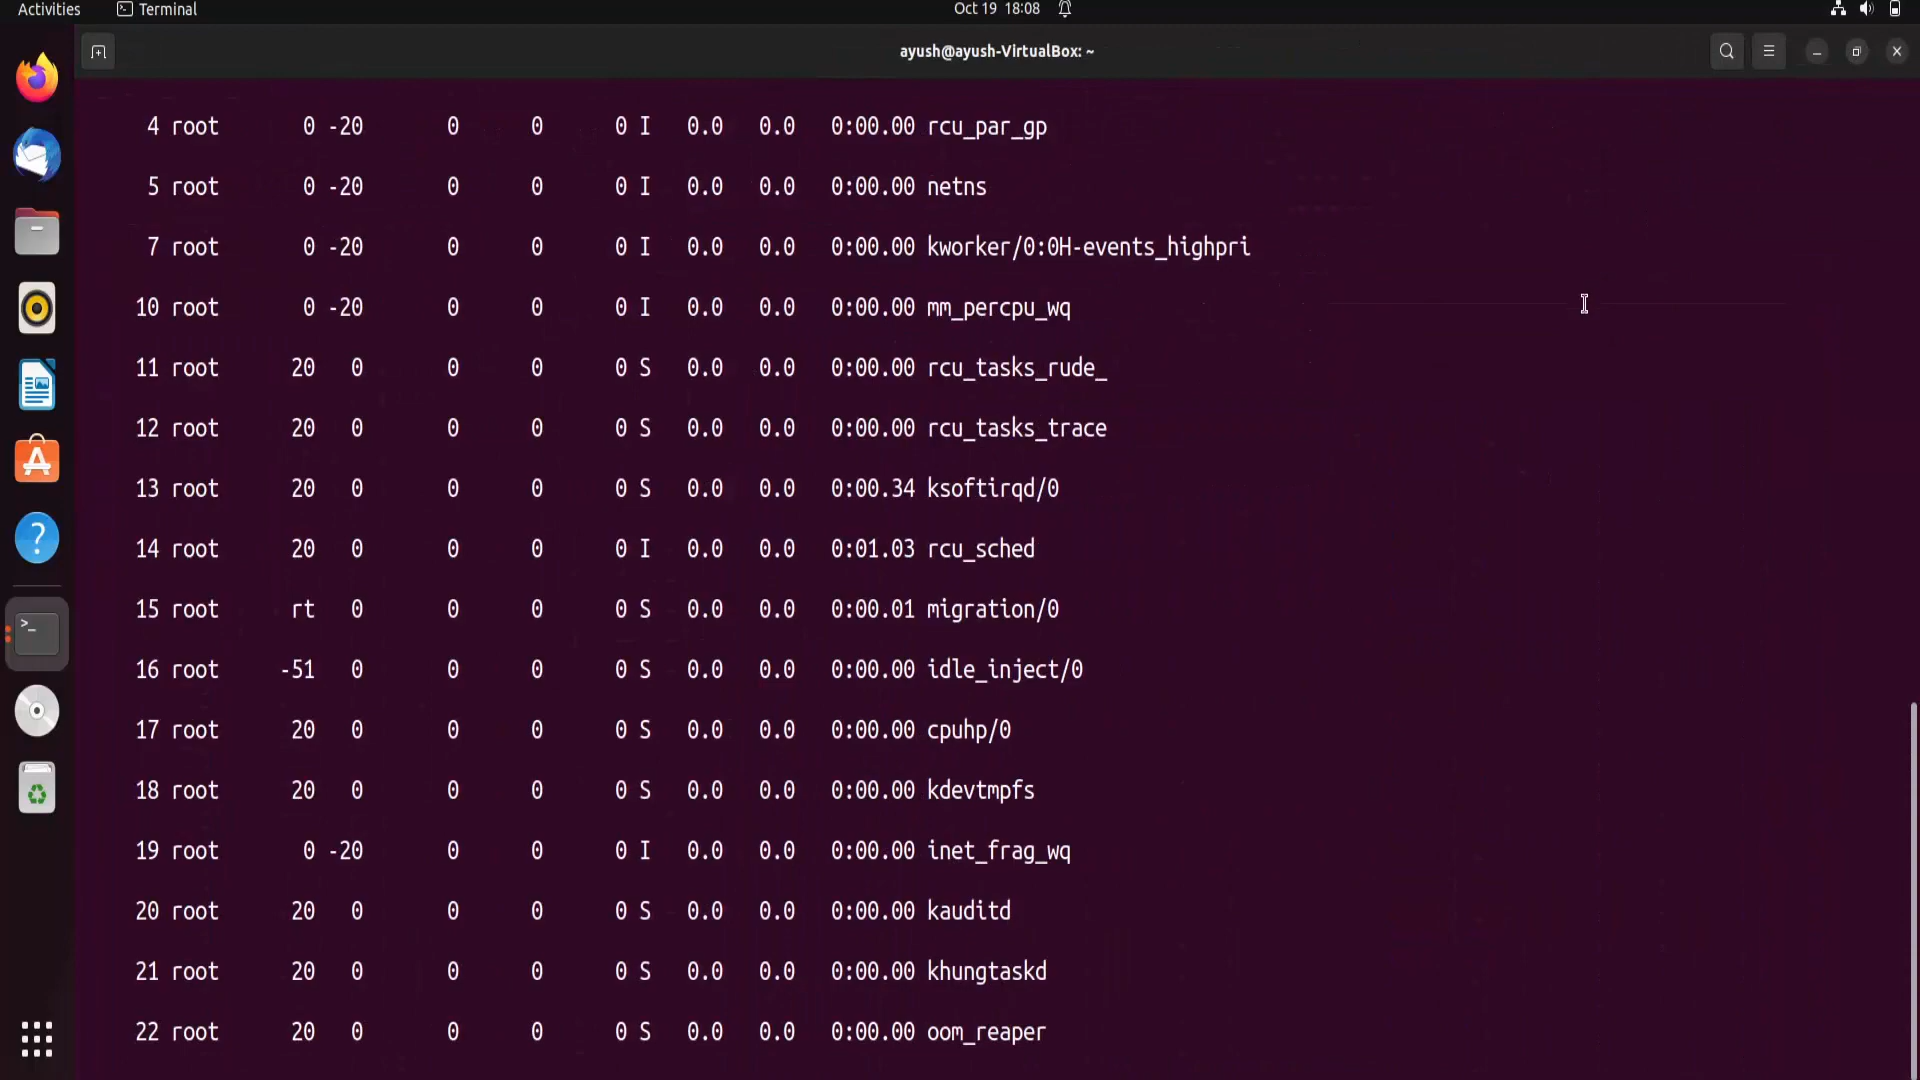 Activities Terminal Oct 19 18:08
ayush@ayush-VirtualBox: ~
4 root 0 -20 0 0 0 I 0.0 0.0 0:00.00 rcu_par_gp
5 root 0 -20 0 0 0 I 0.0 0.0 0:00.00 netns
7 root 0 -20 0 0 0 I 0.0 0.0 0:00.00 kworker/0:0H-events_highpri
10 root 0 -20 0 0 0 I 0.0 0.0 0:00.00 mm_percpu_wq
11 root 20 0 0 0 0 S 0.0 0.0 0:00.00 rcu_tasks_rude_
12 root 20 0 0 0 0 S 0.0 0.0 0:00.00 rcu_tasks_trace
13 root 20 0 0 0 0 S 0.0 0.0 0:00.34 ksoftirqd/0
14 root 20 0 0 0 0 I 0.0 0.0 0:01.03 rcu_sched
15 root rt 0 0 0 0 S 0.0 0.0 0:00.01 migration/0
16 root -51 0 0 0 0 S 0.0 0.0 0:00.00 idle_inject/0
17 root 20 0 0 0 0 S 0.0 0.0 0:00.00 cpuhp/0
18 root 20 0 0 0 0 S 0.0 0.0 0:00.00 kdevtmpfs
19 root 0 -20 0 0 0 I 0.0 0.0 0:00.00 inet_frag_wq
20 root 20 0 0 0 0 S 0.0 0.0 0:00.00 kauditd
21 root 20 0 0 0 0 S 0.0 0.0 0:00.00 khungtaskd
22 root 20 0 0 0 0 S 0.0 0.0 0:00.00 oom_reaper